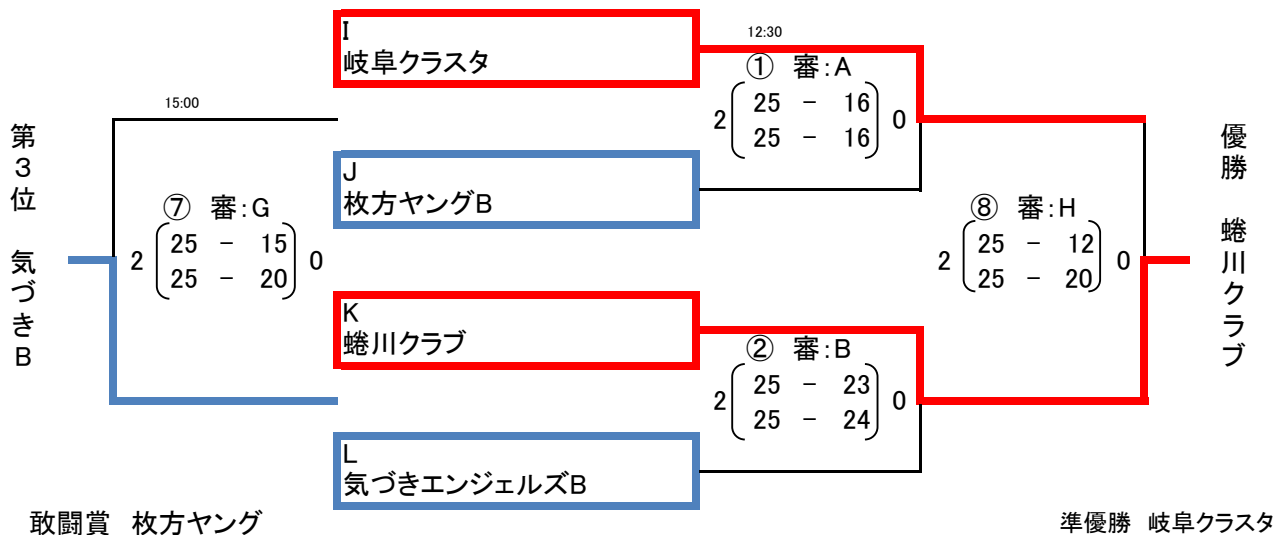 I
岐阜クラスタ
12:30
① 審:A
2 25 - 16 0
25 - 16
15:00
第3位 気づきB
J
枚方ヤングB
優勝 蜷川クラブ
⑦ 審:G
2 25 - 15 0
25 - 20
⑧ 審:H
2 25 - 12 0
25 - 20
K
蜷川クラブ
② 審:B
2 25 - 23 0
25 - 24
L
気づきエンジェルズB
敢闘賞 枚方ヤング
準優勝 岐阜クラスタ